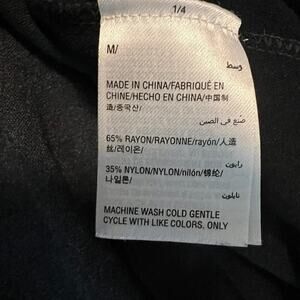 1/4
M/
وسط
MADE IN CHINA/FABRIQUÉ EN
CHINE/HECHO EN CHINA/中国制
造/중국산/
صنع في الصين
65% RAYON/RAYONNE/rayón/人造
丝/레이온/
رايون
35% NYLON/NYLON/nilón/锦纶/
나일론/
نايلون
MACHINE WASH COLD GENTLE
CYCLE WITH LIKE COLORS, ONLY